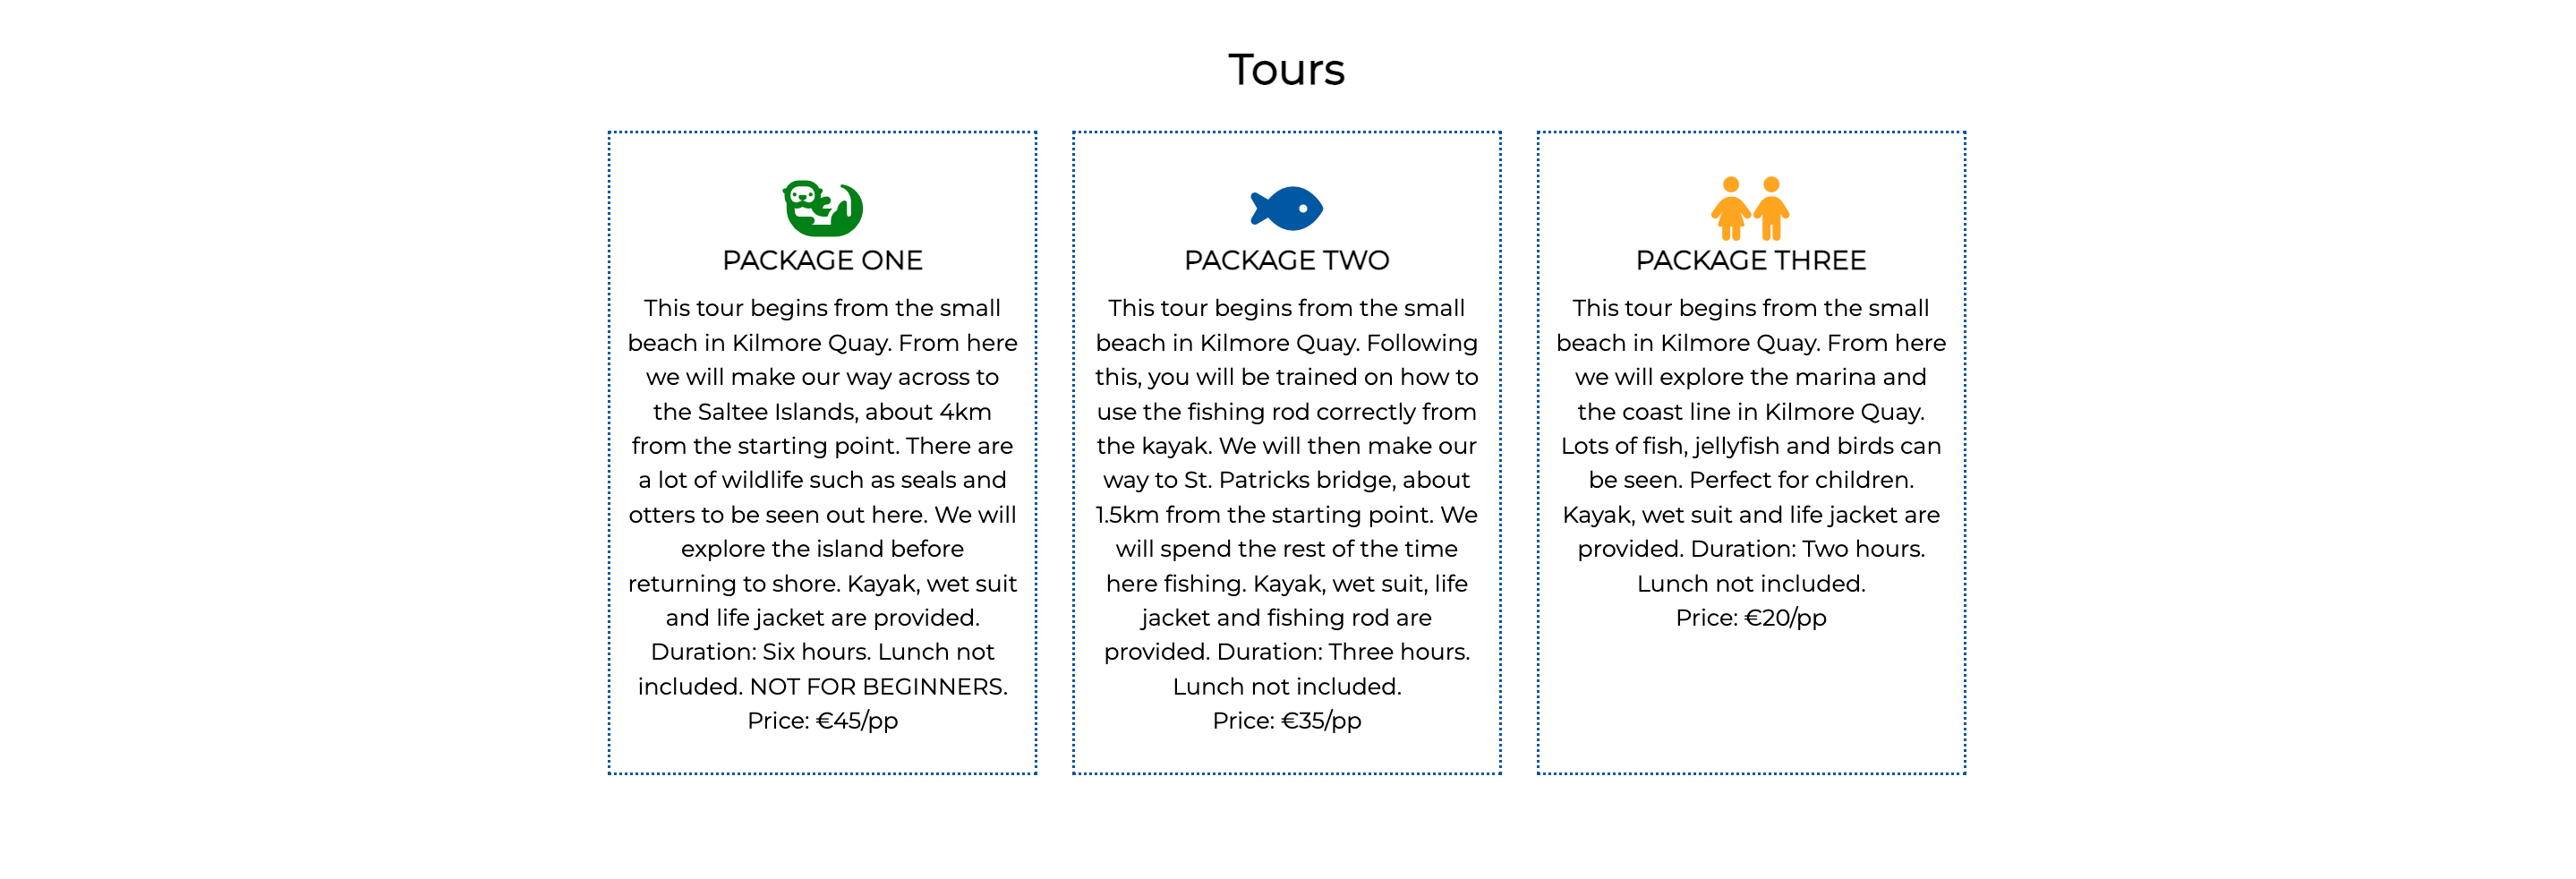 Tours
PACKAGE ONE
This tour begins from the small
beach in Kilmore Quay. From here
we will make our way across to
the Saltee Islands, about 4km
from the starting point. There are
a lot of wildlife such as seals and
otters to be seen out here. We will
explore the island before
returning to shore. Kayak, wet suit
and life jacket are provided.
Duration: Six hours. Lunch not
included. NOT FOR BEGINNERS.
Price: €45/pp
PACKAGE TWO
This tour begins from the small
beach in Kilmore Quay. Following
this, you will be trained on how to
use the fishing rod correctly from
the kayak. We will then make our
way to St. Patricks bridge, about
1.5km from the starting point. We
will spend the rest of the time
here fishing. Kayak, wet suit, life
jacket and fishing rod are
provided. Duration: Three hours.
Lunch not included.
Price: €35/pp
PACKAGE THREE
This tour begins from the small
beach in Kilmore Quay. From here
we will explore the marina and
the coast line in Kilmore Quay.
Lots of fish, jellyfish and birds can
be seen. Perfect for children.
Kayak, wet suit and life jacket are
provided. Duration: Two hours.
Lunch not included.
Price: €20/pp